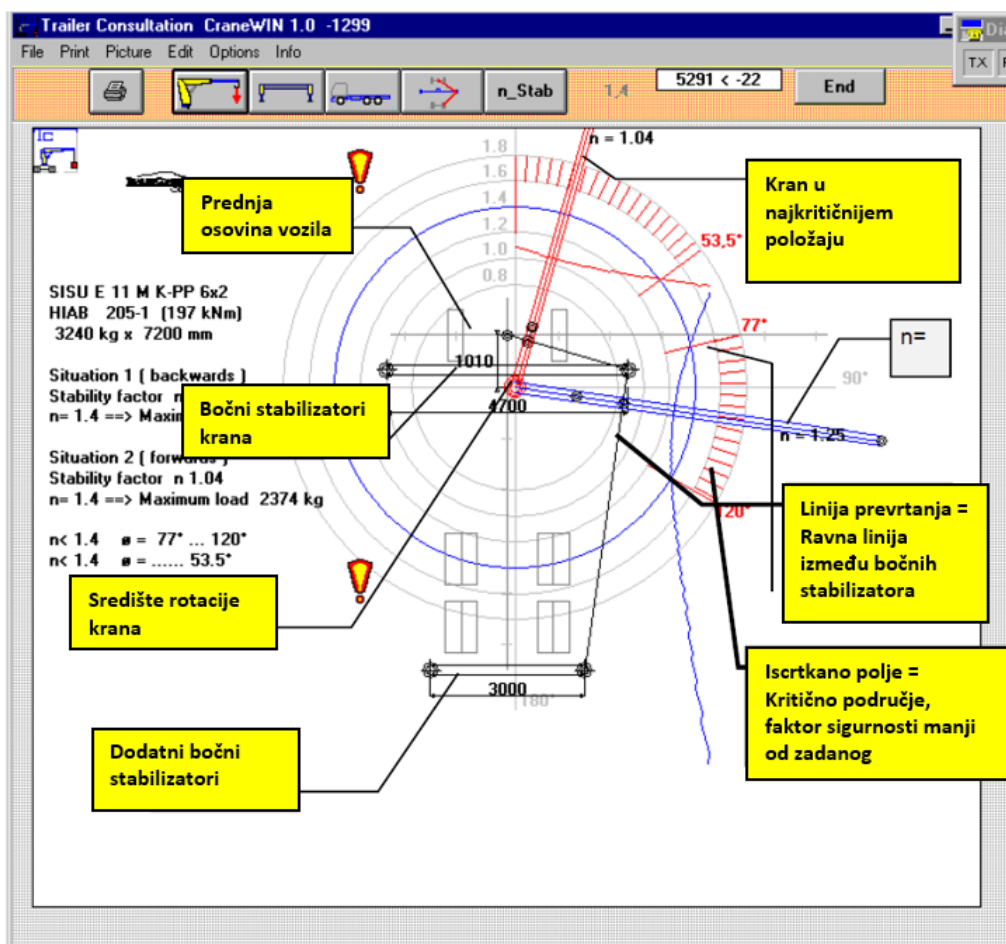 Trailer Consultation CraneWIN 1.0 -1299
File Print Picture Edit Options Info
TX
n_Stab
1,4
5291 < -22
End
Ic
n = 1.04
1.8
1.6
1.4
1.2
1.0
0.8
Prednja
osovina vozila
Kran u
najkritičnijem
položaju
53,5°
SISU E 11 M K-PP 6x2
HIAB 205-1 (197 kNm)
3240 kg x 7200 mm
77°
n=
1010
90°
Situation 1 ( backwards )
Stability factor n
n= 1.4 ==>
Bočni stabilizatori
krana
4700
n = 1.25
Situation 2 ( forwards )
Stability factor n 1.04
n= 1.4 ==> Maximum load 2374 kg
120°
Linija prevrtanja =
Ravna linija
između bočnih
stabilizatora
n< 1.4 ø = 77° ... 120°
n< 1.4 ø = ...... 53.5°
Središte rotacije
krana
Iscrtkano polje =
Kritično područje,
faktor sigurnosti manji
od zadanog
3000
180°
Dodatni bočni
stabilizatori